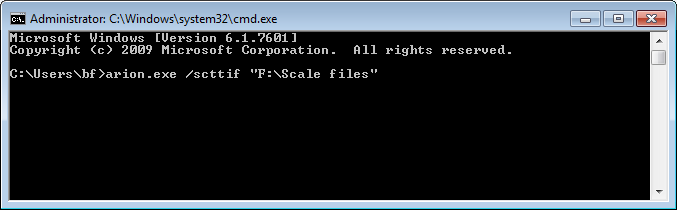 Administrator: C:\Windows\system32\cmd.exe
Microsoft Windows [Version 6.1.7601]
Copyright (c) 2009 Microsoft Corporation.  All rights reserved.
C:\Users\bf>arion.exe /scttif "F:\Scale files"